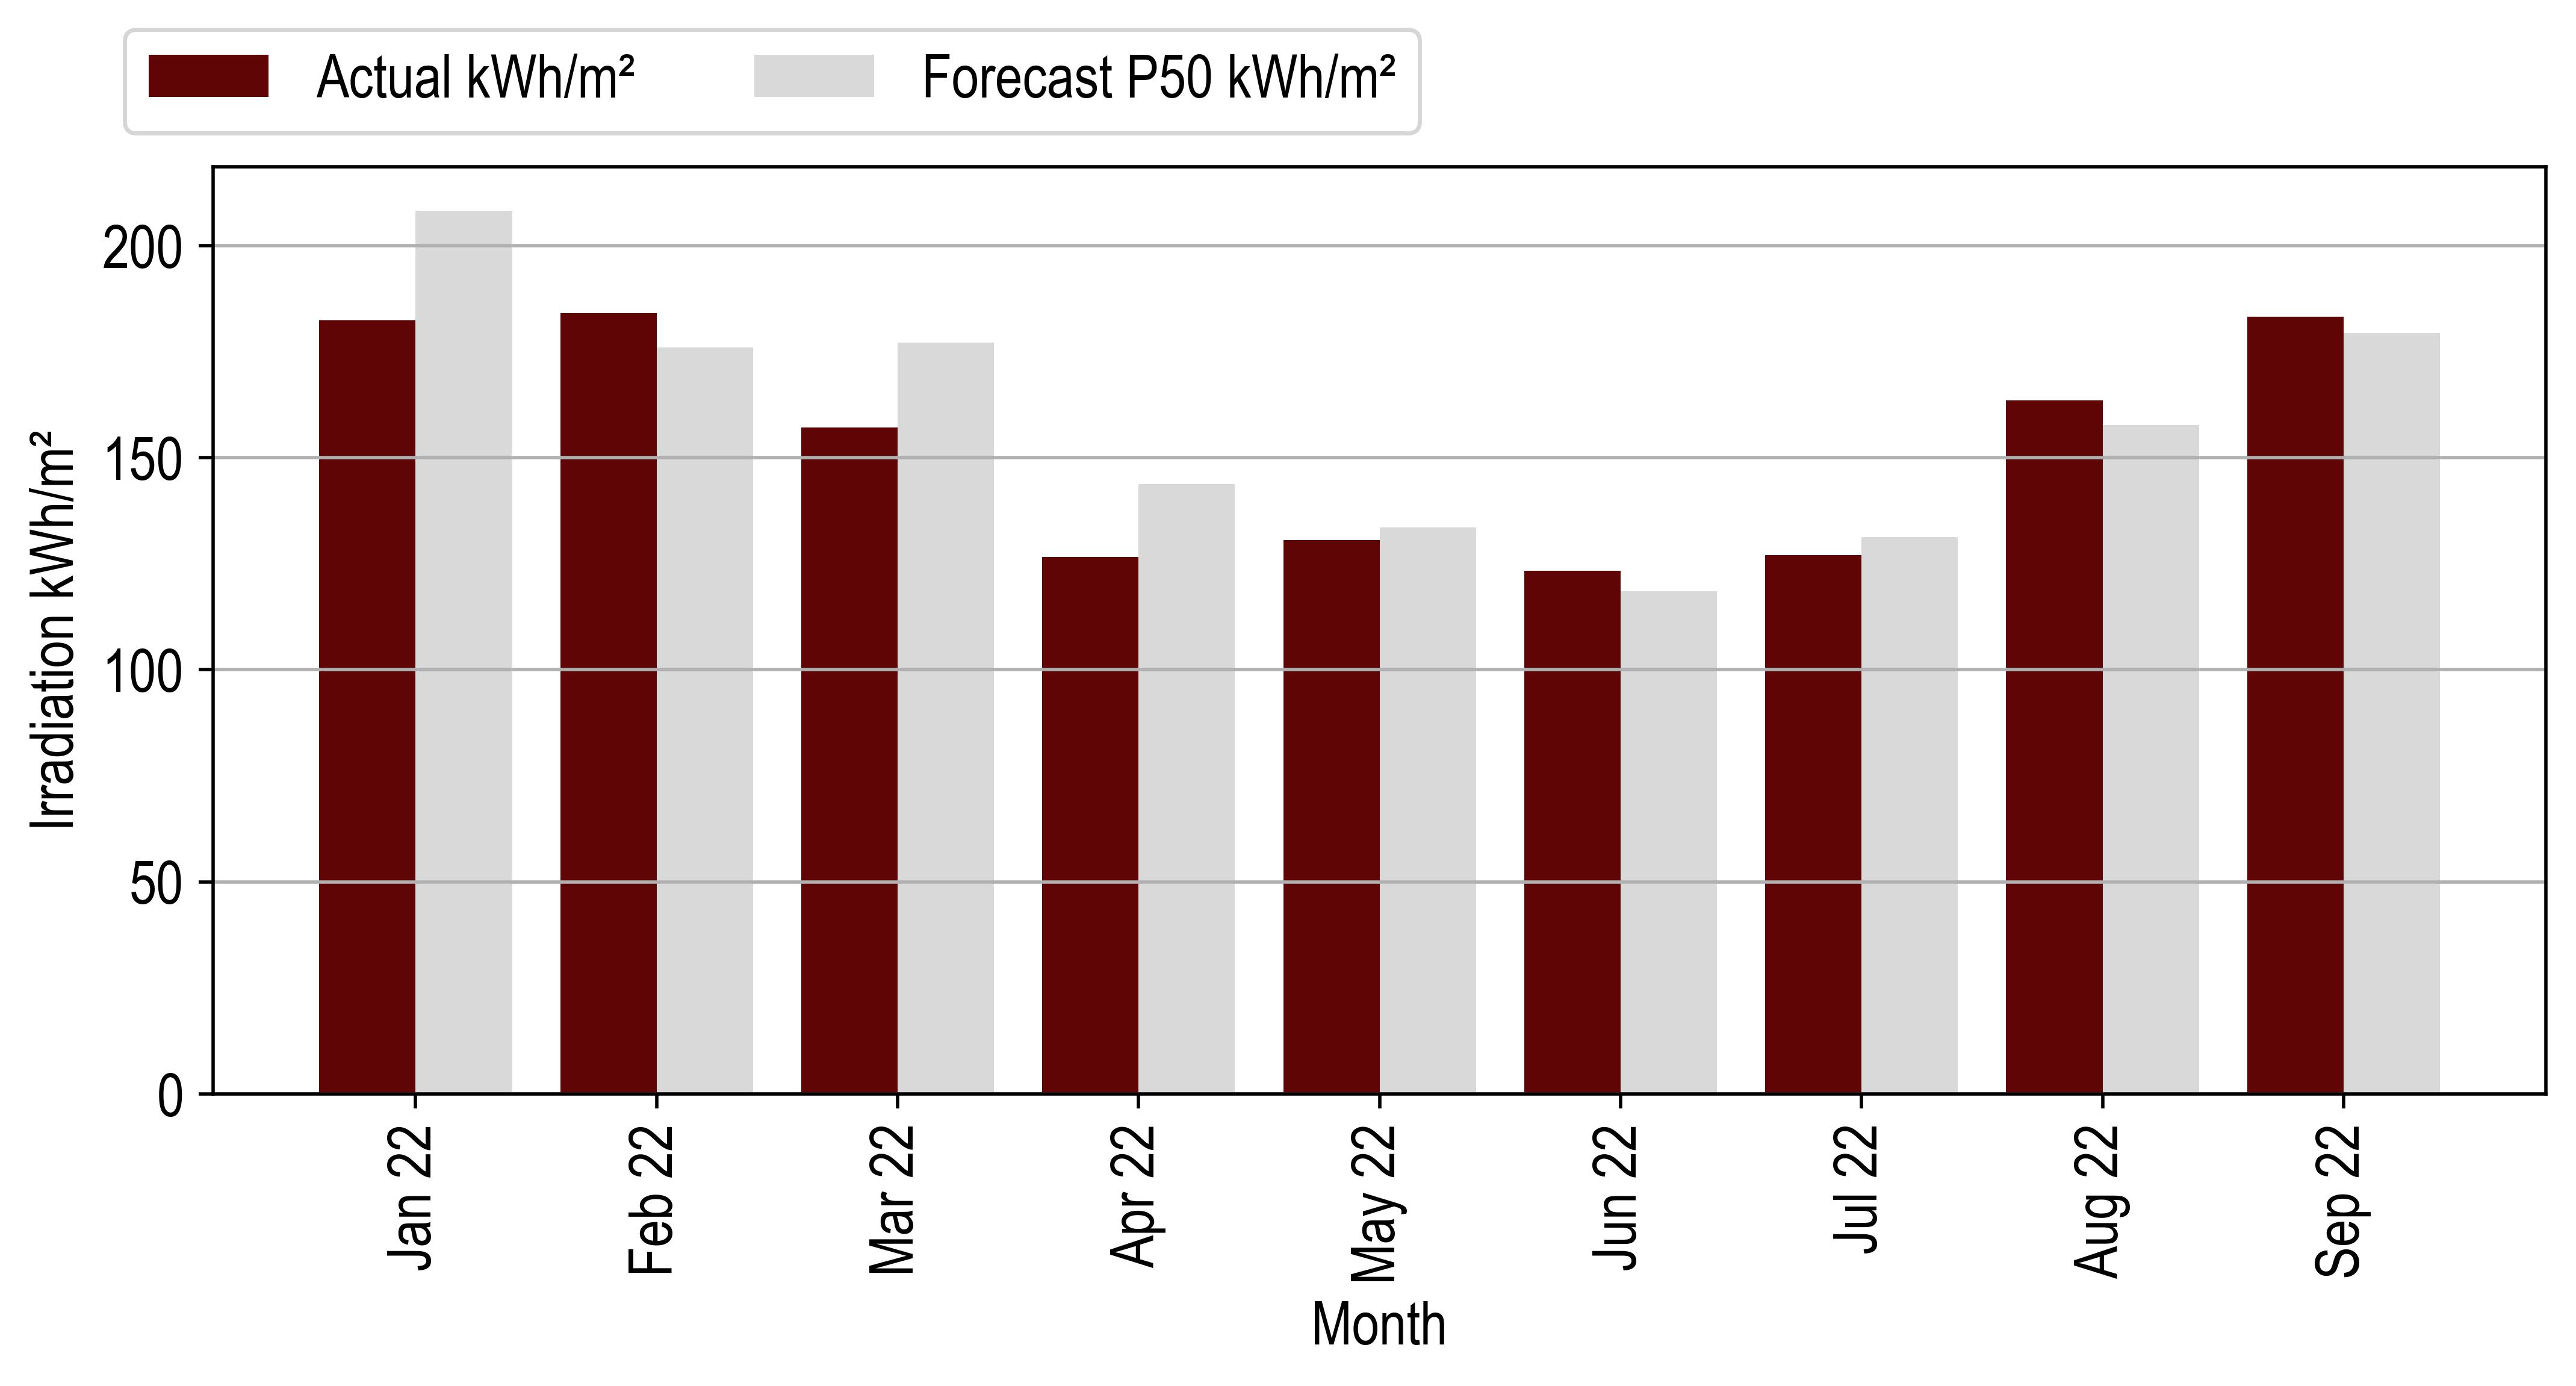 Actual kWh/m²
Forecast P50 kWh/m²
Irradiation kWh/m²
200
150
100
50
0
Jan 22
Feb 22
Mar 22
Apr 22
May 22
Jun 22
Jul 22
Aug 22
Sep 22
Month